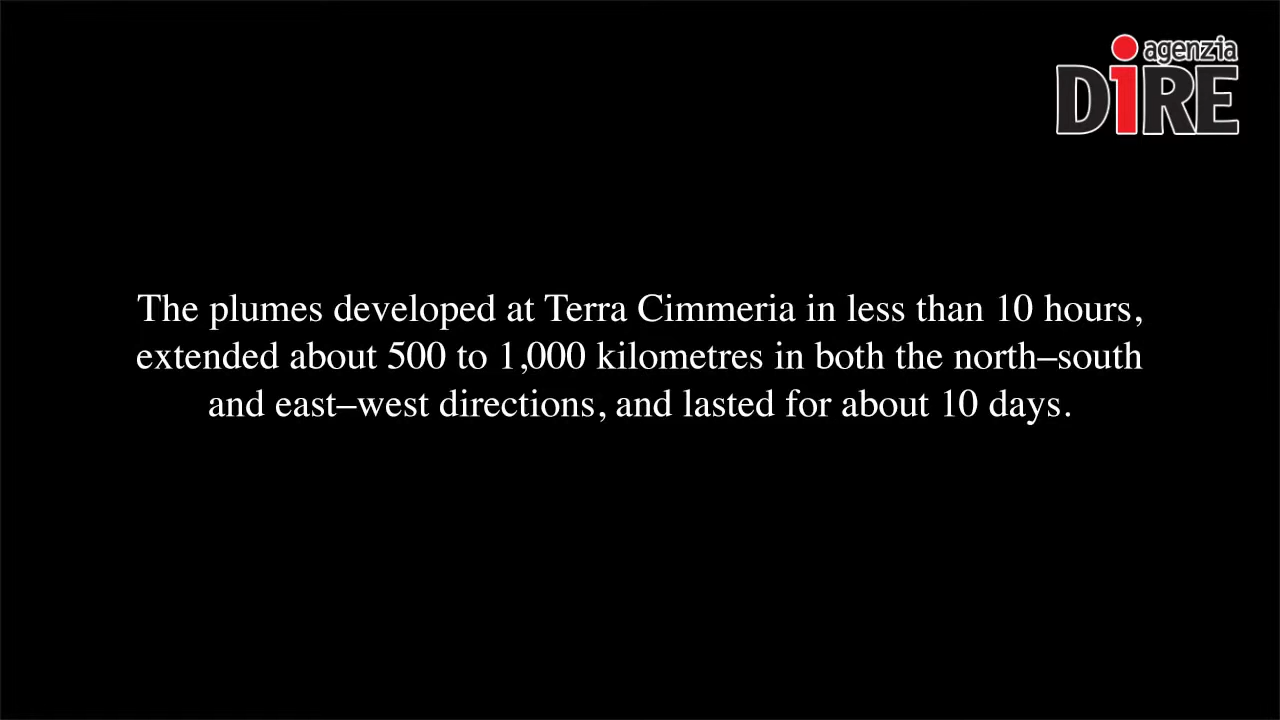 agenzia
DiRE
The plumes developed at Terra Cimmeria in less than 10 hours,
extended about 500 to 1,000 kilometres in both the north–south
and east–west directions, and lasted for about 10 days.